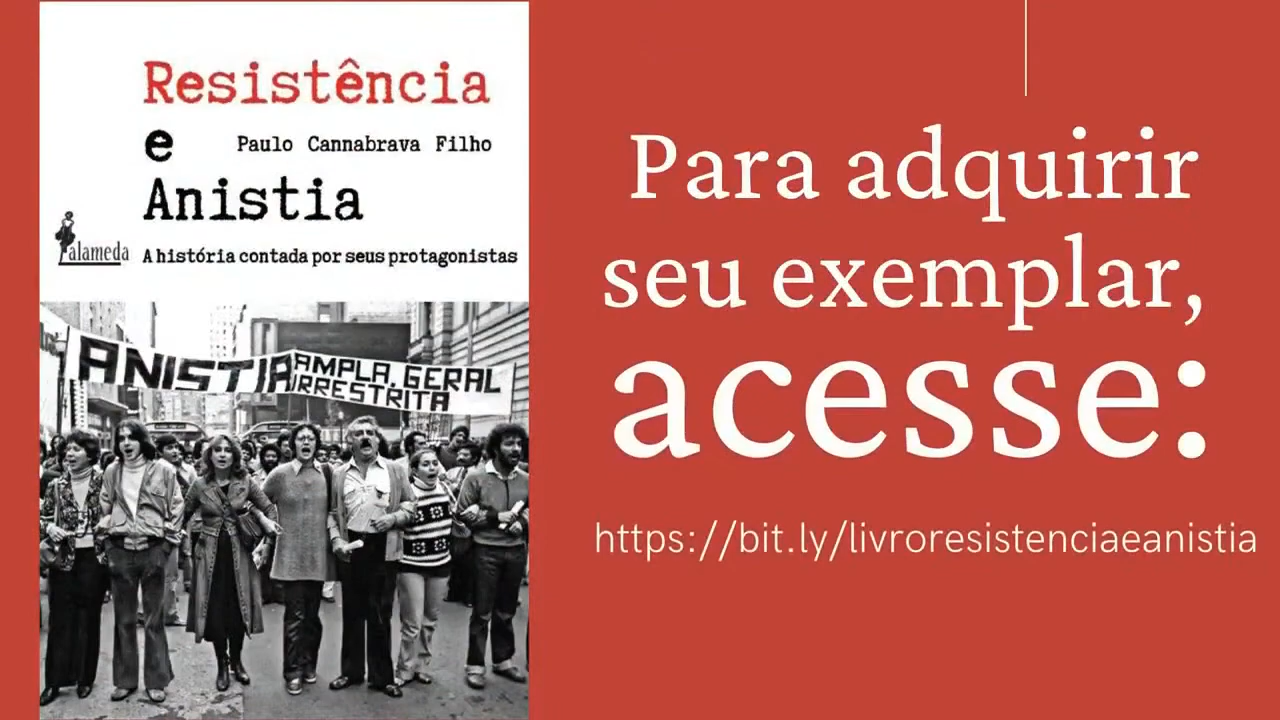 Resistência
e
Paulo Cannabrava Filho
Anistia
alameda
A história contada por seus protagonistas
ANISTIA AMPLA, GERAL
IRRESTRITA
Para adquirir
seu exemplar,
acesse:
https://bit.ly/livroresistenciaeanistia